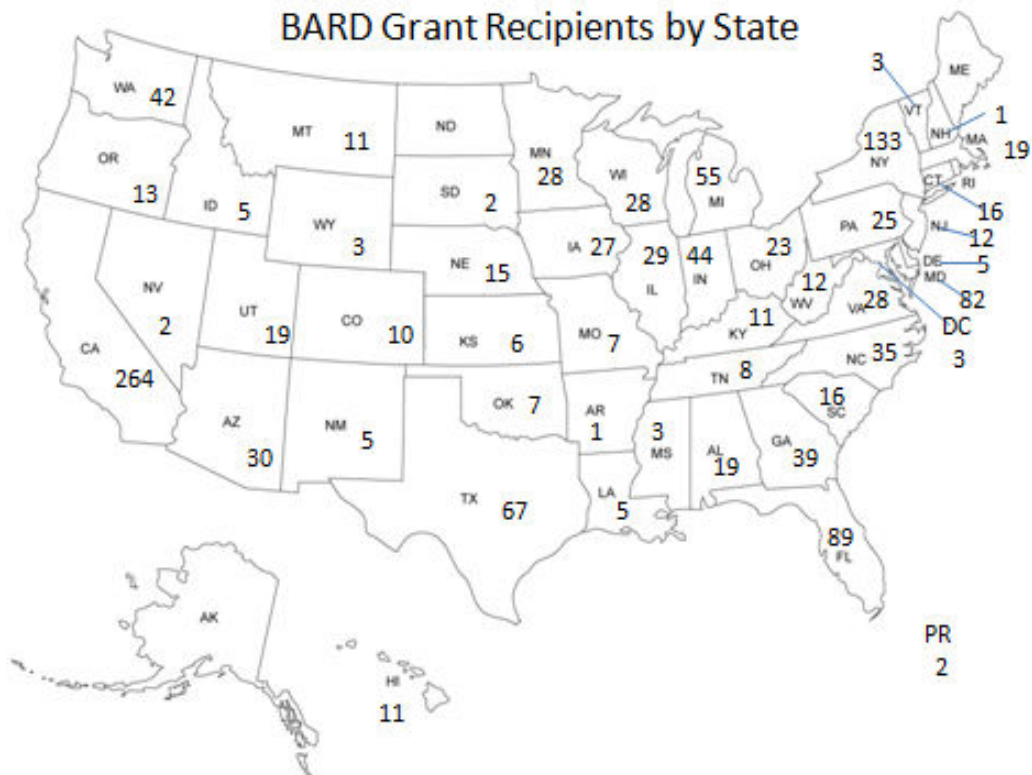 BARD Grant Recipients by State
WA 42
OR
13
ID 5
MT
11
WY
3
ND
SD 2
NE
15
KS 6
NV
2
UT
19
CO 10
CA
264
AZ
30
NM
5
OK 7
TX 67
MN
28
IA 27
MO
7
AR
1
LA
5
WI
28
IL
29
55
MI
44
IN
23
OH
KY
11
TN 8
3
MS
AL
19
GA
39
89
FL
16
SC
NC 35
VA 28
12
WV
PA 25
133
NY
3
VT
ME
NH
1
MA
19
CT
16
RI
NJ
12
DE
5
MD
82
DC
3
AK
HI
11
PR
2